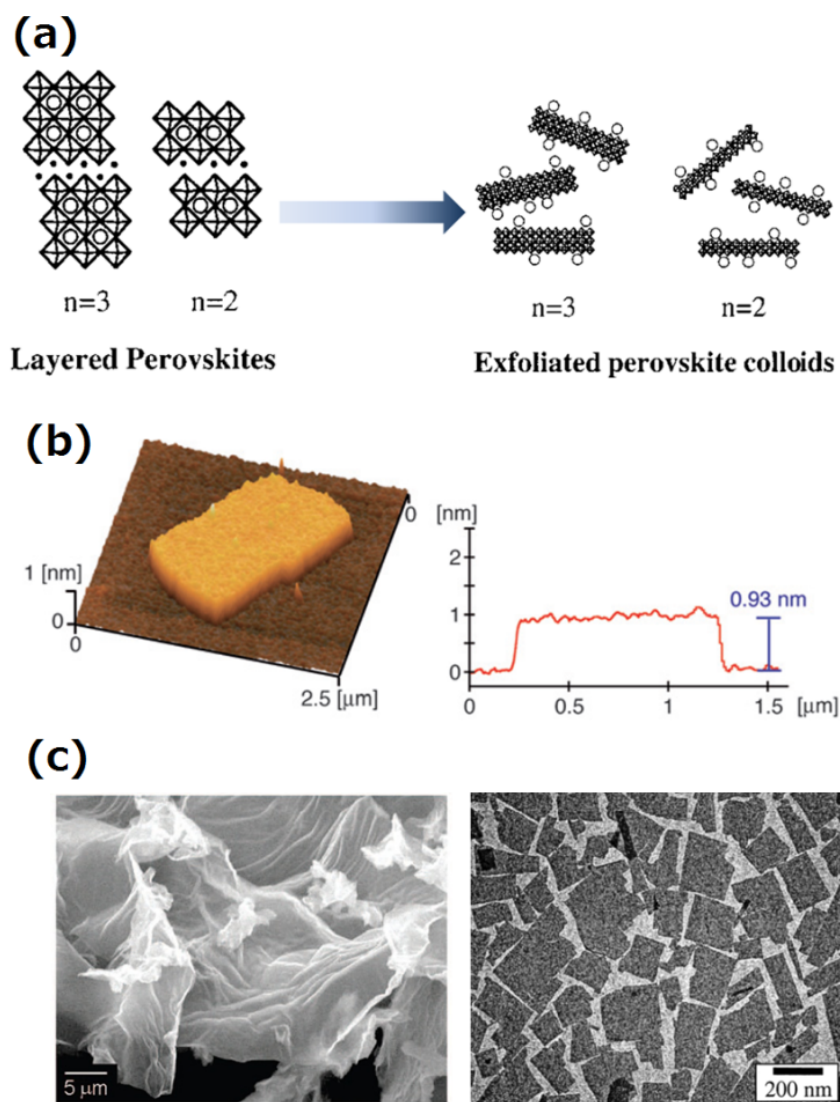 (a)
n=3 n=2 n=3 n=2
Layered Perovskites Exfoliated perovskite colloids
(b)
1 [nm]
0
0
2.5 [μm]
0
[nm]
2
1
0
0.93 nm
0 0.5 1 1.5 [μm]
(c)
5 μm
200 nm